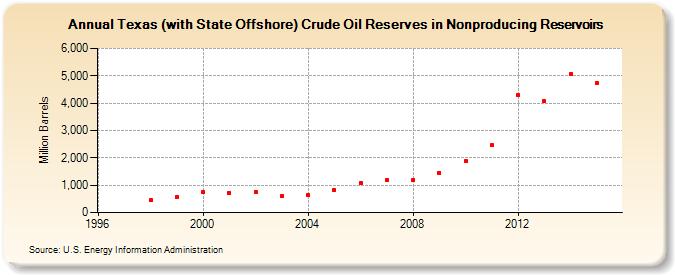 Annual Texas (with State Offshore) Crude Oil Reserves in Nonproducing Reservoirs
Million Barrels
6,000
5,000
4,000
3,000
2,000
1,000
0
1996 2000 2004 2008 2012
Source: U.S. Energy Information Administration